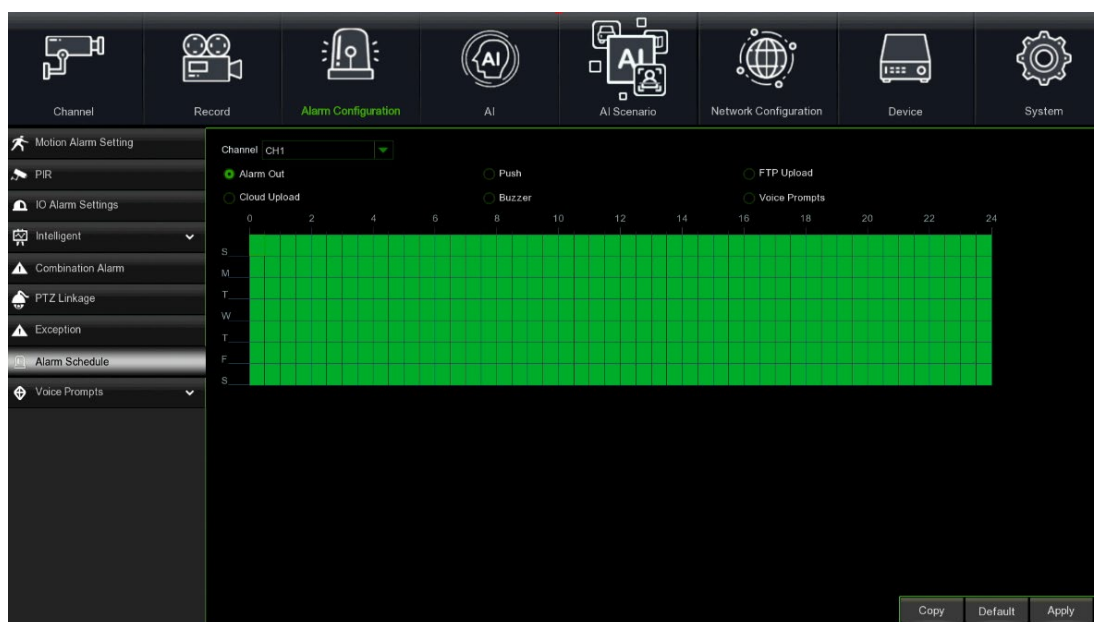 Channel Record Alarm Configuration AI AI Scenario Network Configuration Device System
Motion Alarm Setting
PIR
IO Alarm Settings
Intelligent
Combination Alarm
PTZ Linkage
Exception
Alarm Schedule
Voice Prompts
Channel CH1
Alarm Out Push FTP Upload
Cloud Upload Buzzer Voice Prompts
0 2 4 6 8 10 12 14 16 18 20 22 24
S
M
T
W
T
F
S
Copy Default Apply